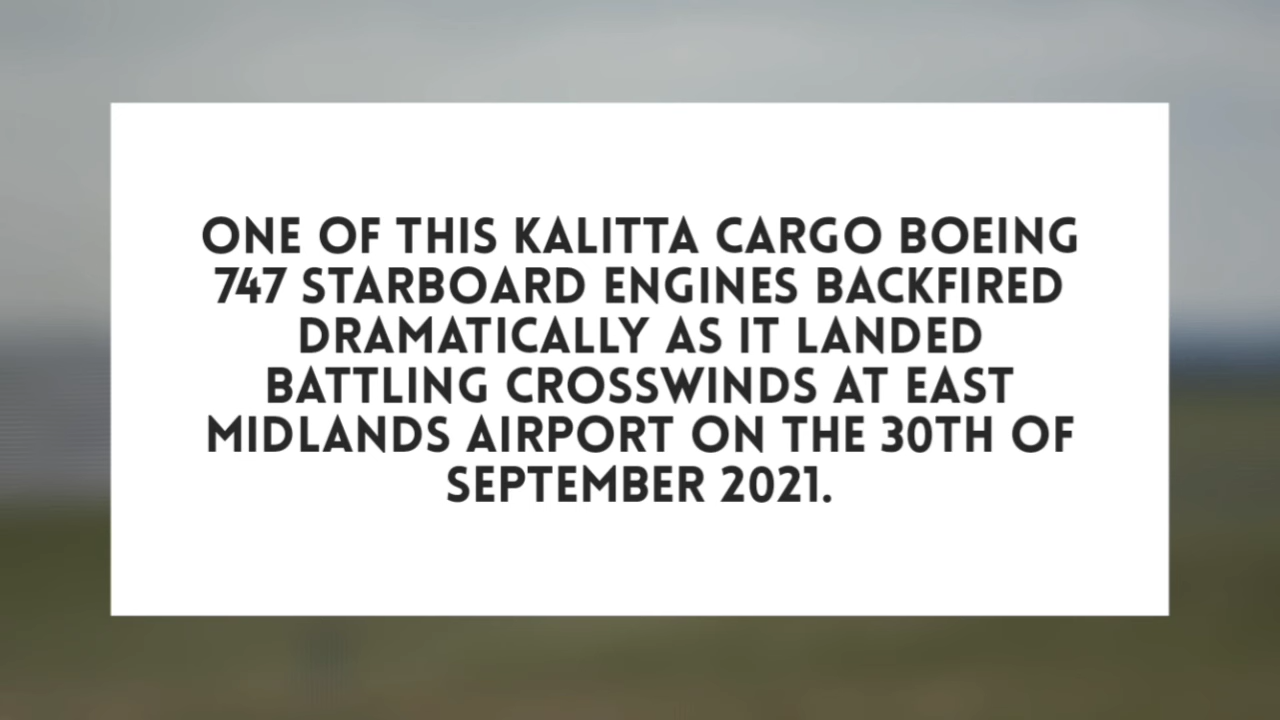 ONE OF THIS KALITTA CARGO BOEING
747 STARBOARD ENGINES BACKFIRED
DRAMATICALLY AS IT LANDED
BATTLING CROSSWINDS AT EAST
MIDLANDS AIRPORT ON THE 30TH OF
SEPTEMBER 2021.